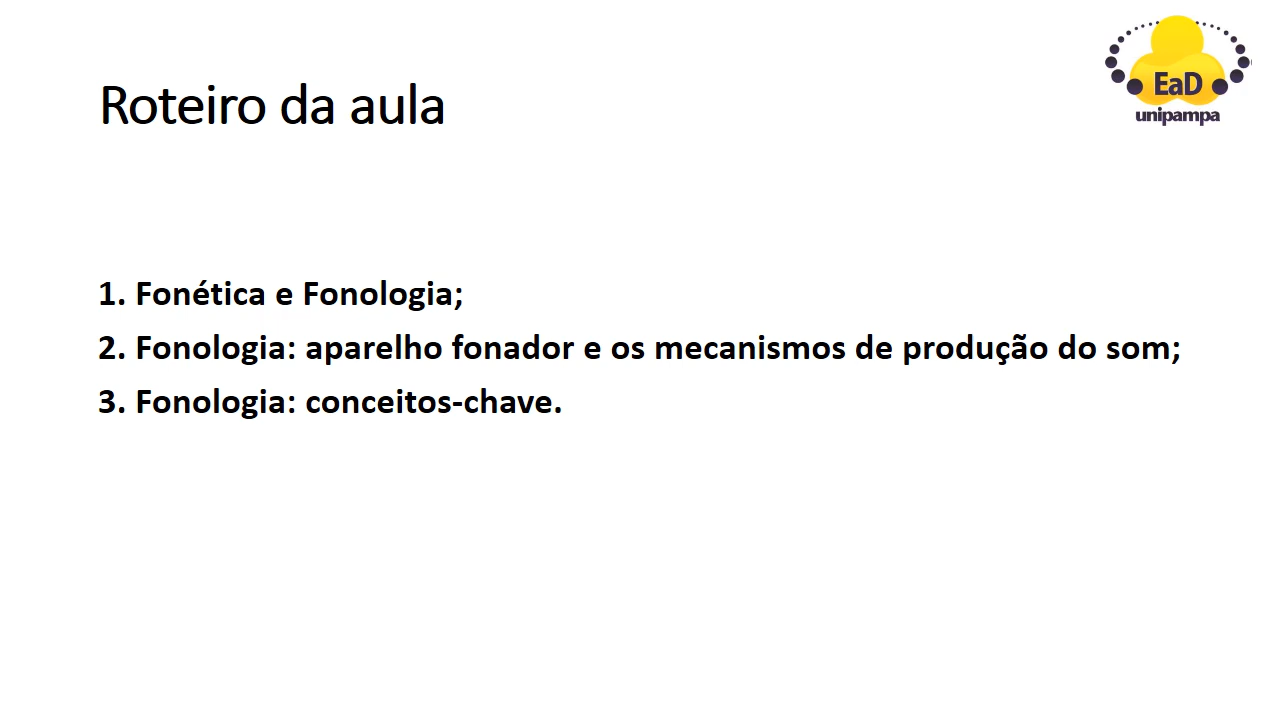 EaD
unipampa
Roteiro da aula
1. Fonética e Fonologia;
2. Fonologia: aparelho fonador e os mecanismos de produção do som;
3. Fonologia: conceitos-chave.